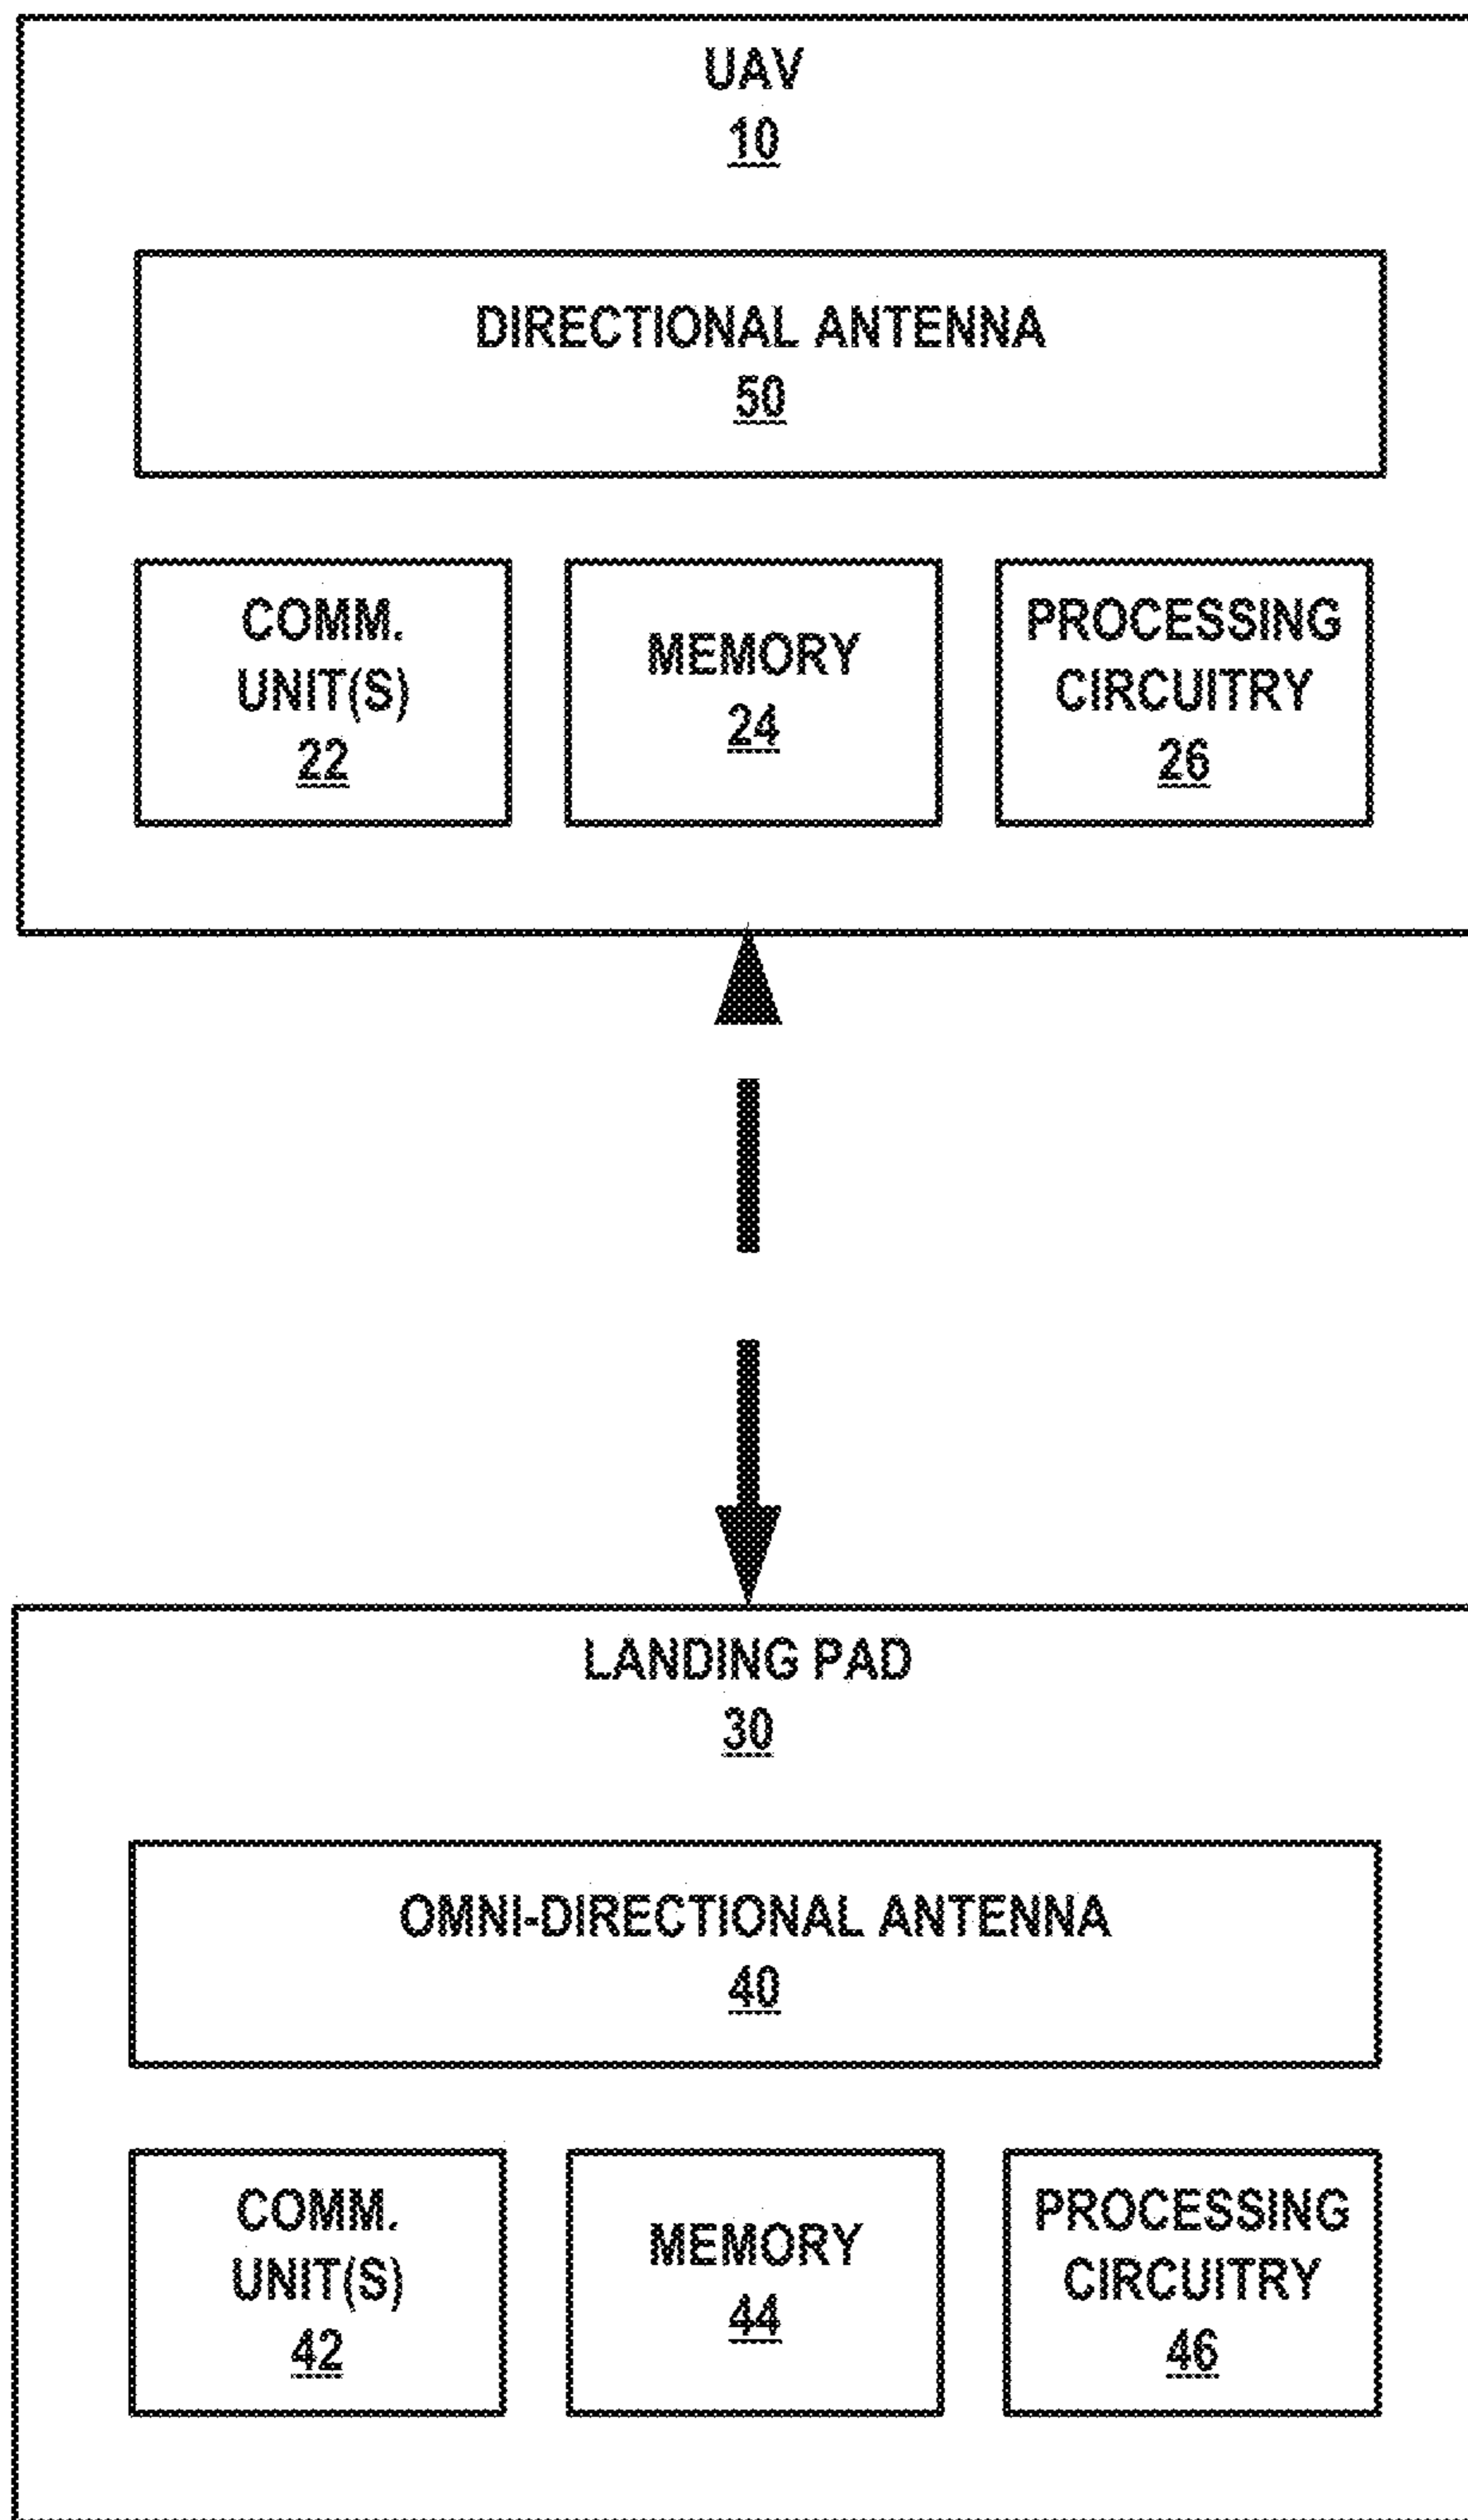 UAV
10
DIRECTIONAL ANTENNA
50
COMM.
UNIT(S)
22
MEMORY
24
PROCESSING
CIRCUITRY
26
LANDING PAD
30
OMNI-DIRECTIONAL ANTENNA
40
COMM.
UNIT(S)
42
MEMORY
44
PROCESSING
CIRCUITRY
46